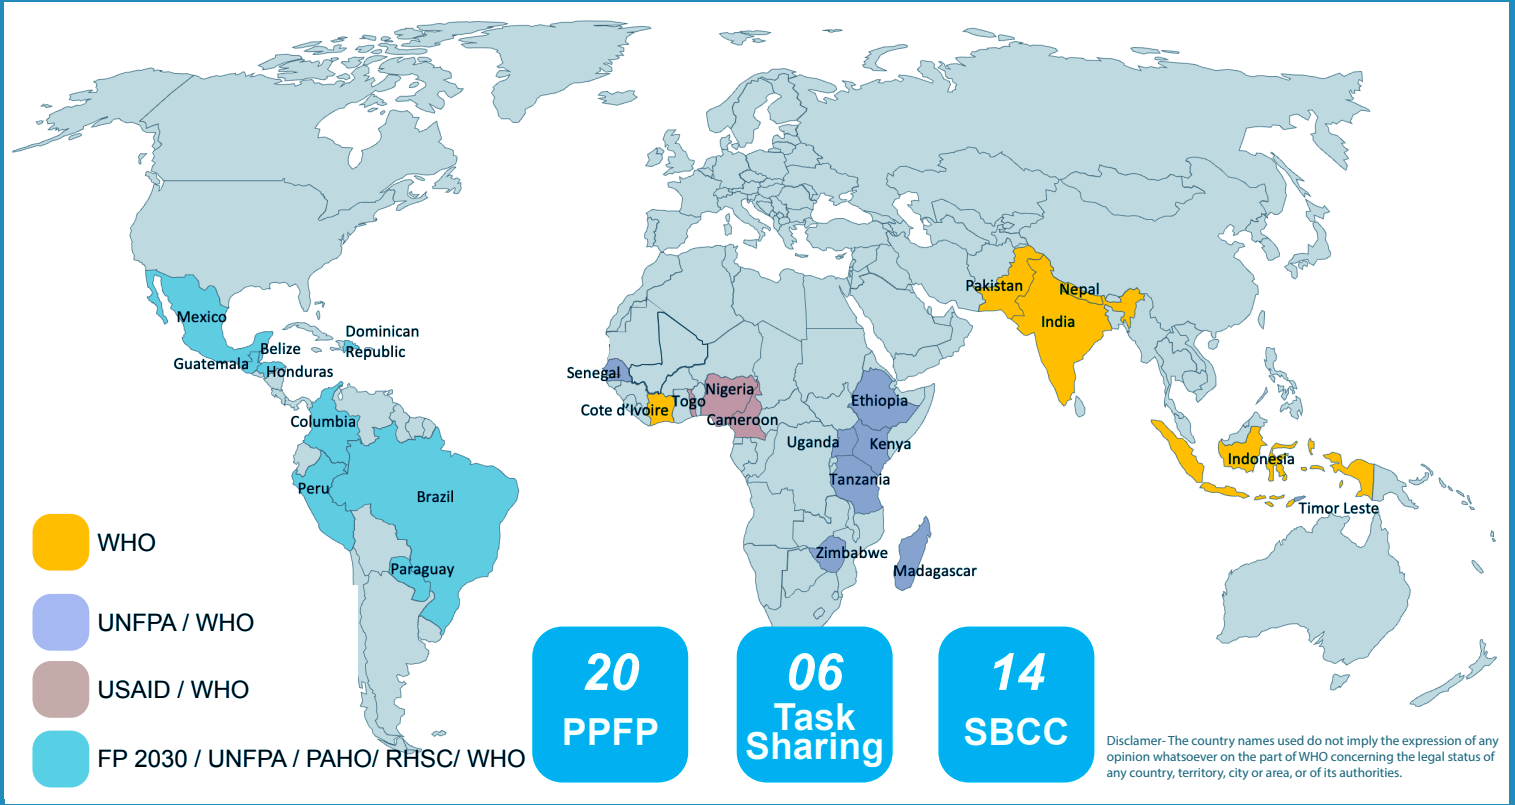 Mexico
Belize
Guatemala
Honduras
Dominican
Republic
Columbia
Peru
Brazil
Paraguay
Senegal
Cote d’Ivoire
Togo
Nigeria
Cameroon
Ethiopia
Uganda
Kenya
Tanzania
Zimbabwe
Madagascar
Pakistan
Nepal
India
Indonesia
Timor Leste
WHO
UNFPA / WHO
USAID / WHO
FP 2030 / UNFPA / PAHO/ RHSC/ WHO
20
PPFP
06
Task
Sharing
14
SBCC
Disclamer- The country names used do not imply the expression of any
opinion whatsoever on the part of WHO concerning the legal status of
any country, territory, city or area, or of its authorities.